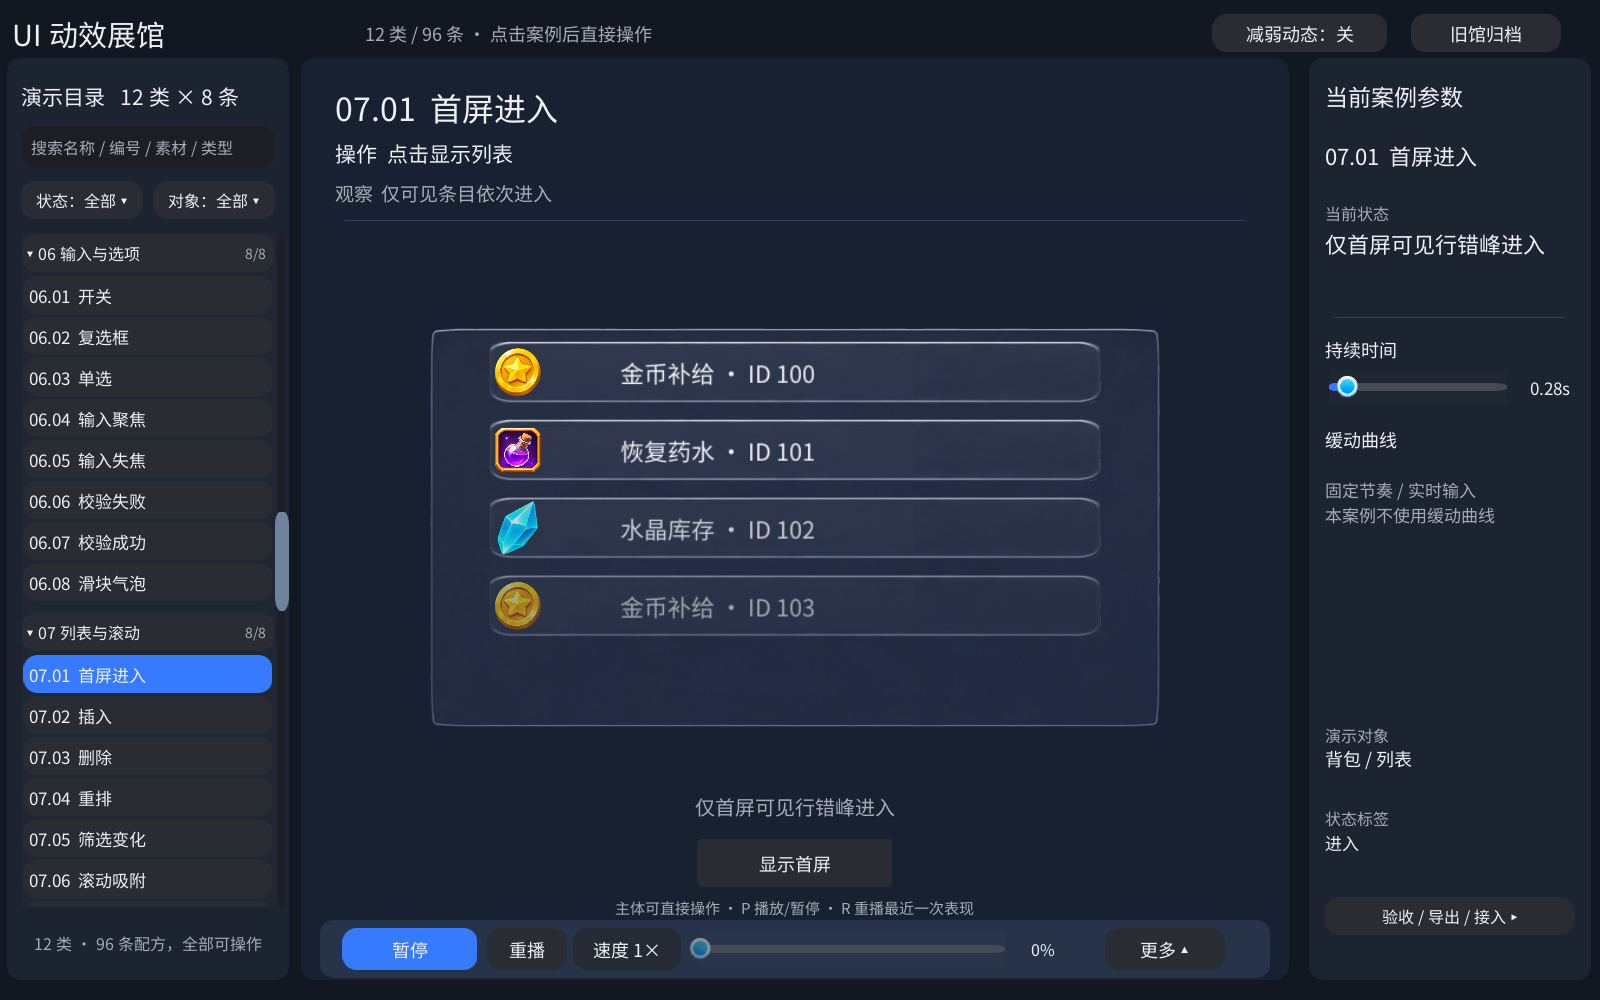 UI 动效展馆
12 类 / 96 条 • 点击案例后直接操作
减弱动态：关
旧馆归档
演示目录 12 类 × 8 条
搜索名称 / 编号 / 素材 / 类型
状态：全部 ▾
对象：全部 ▾
▾ 06 输入与选项 8/8
06.01 开关
06.02 复选框
06.03 单选
06.04 输入聚焦
06.05 输入失焦
06.06 校验失败
06.07 校验成功
06.08 滑块气泡
▾ 07 列表与滚动 8/8
07.01 首屏进入
07.02 插入
07.03 删除
07.04 重排
07.05 筛选变化
07.06 滚动吸附
12 类 • 96 条配方，全部可操作
07.01 首屏进入
操作 点击显示列表
观察 仅可见条目依次进入
金币补给 • ID 100
恢复药水 • ID 101
水晶库存 • ID 102
金币补给 • ID 103
仅首屏可见行错峰进入
显示首屏
主体可直接操作 • P 播放/暂停 • R 重播最近一次表现
暂停
重播
速度 1×
0%
更多 ▴
当前案例参数
07.01 首屏进入
当前状态
仅首屏可见行错峰进入
持续时间
0.28s
缓动曲线
固定节奏 / 实时输入
本案例不使用缓动曲线
演示对象
背包 / 列表
状态标签
进入
验收 / 导出 / 接入 ▸